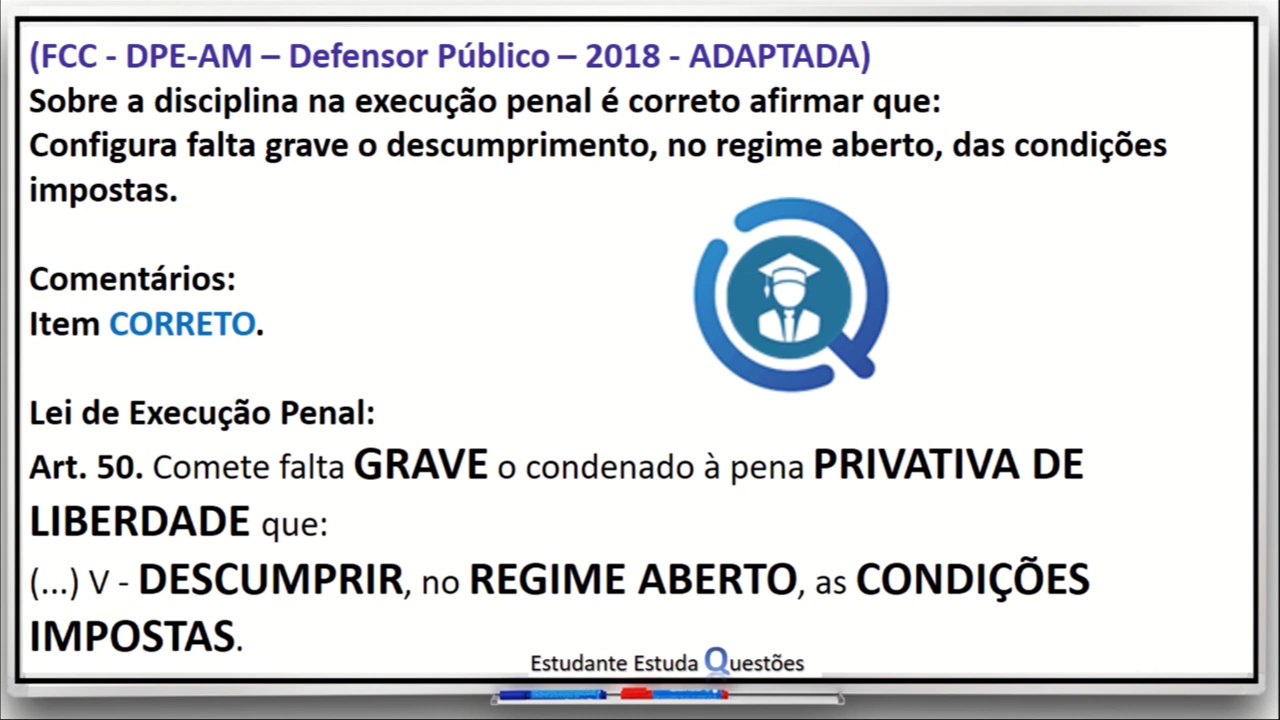 (FCC - DPE-AM – Defensor Público – 2018 - ADAPTADA)
Sobre a disciplina na execução penal é correto afirmar que:
Configura falta grave o descumprimento, no regime aberto, das condições
impostas.
Comentários:
Item CORRETO.
Lei de Execução Penal:
Art. 50. Comete falta GRAVE o condenado à pena PRIVATIVA DE
LIBERDADE que:
(...) V - DESCUMPRIR, no REGIME ABERTO, as CONDIÇÕES
IMPOSTAS.
Estudante Estuda Questões